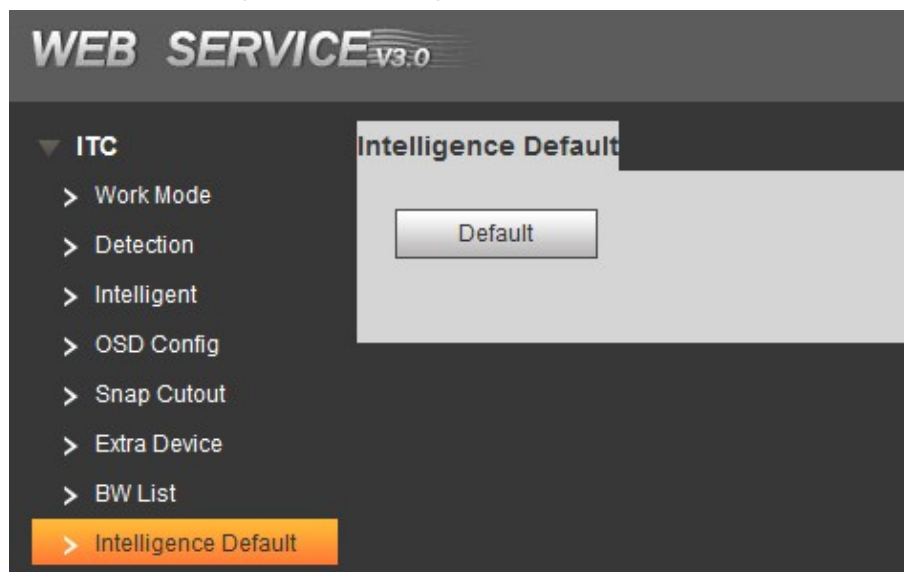 WEB SERVICE V3.0
ITC
Work Mode
Detection
Intelligent
OSD Config
Snap Cutout
Extra Device
BW List
Intelligence Default
Intelligence Default
Default